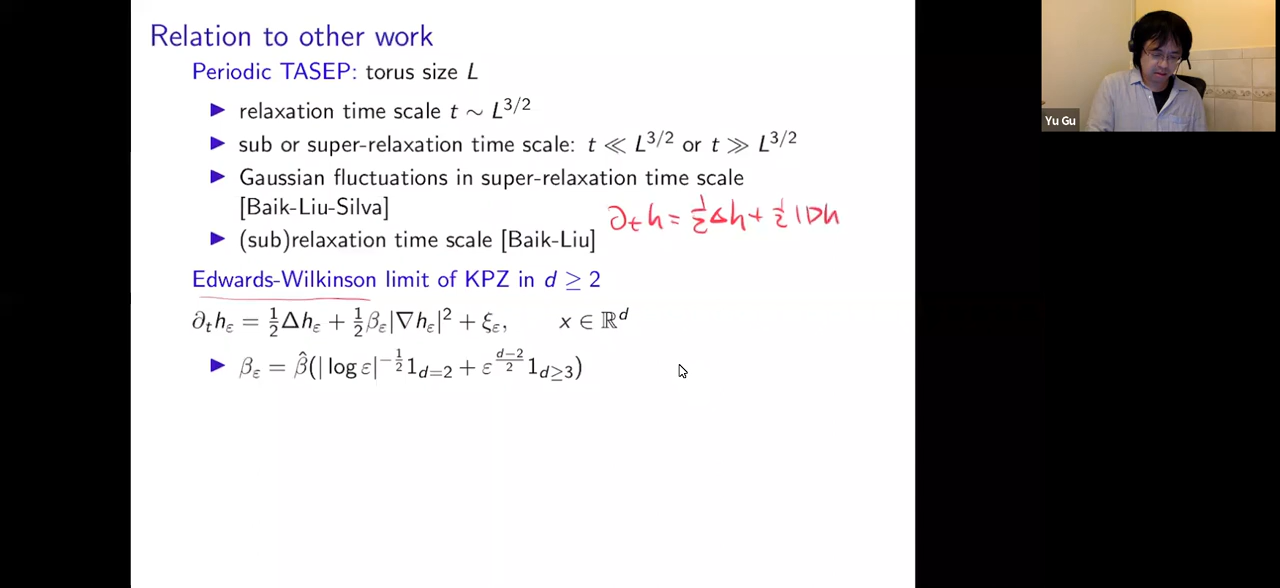 Relation to other work
Periodic TASEP: torus size L
▶ relaxation time scale t ∼ L^{3/2}
▶ sub or super-relaxation time scale: t ≪ L^{3/2} or t ≫ L^{3/2}
▶ Gaussian fluctuations in super-relaxation time scale
[Baik-Liu-Silva]
∂_t h = ½Δh + ½|∇h
▶ (sub)relaxation time scale [Baik-Liu]
Edwards-Wilkinson limit of KPZ in d ≥ 2
∂_t h_ε = ½Δh_ε + ½β_ε|∇h_ε|² + ξ_ε, x ∈ ℝ^d
▶ β_ε = β̂(| log ε|^{-½} 1_{d=2} + ε^{\frac{d-2}{2}} 1_{d≥3})
Yu Gu